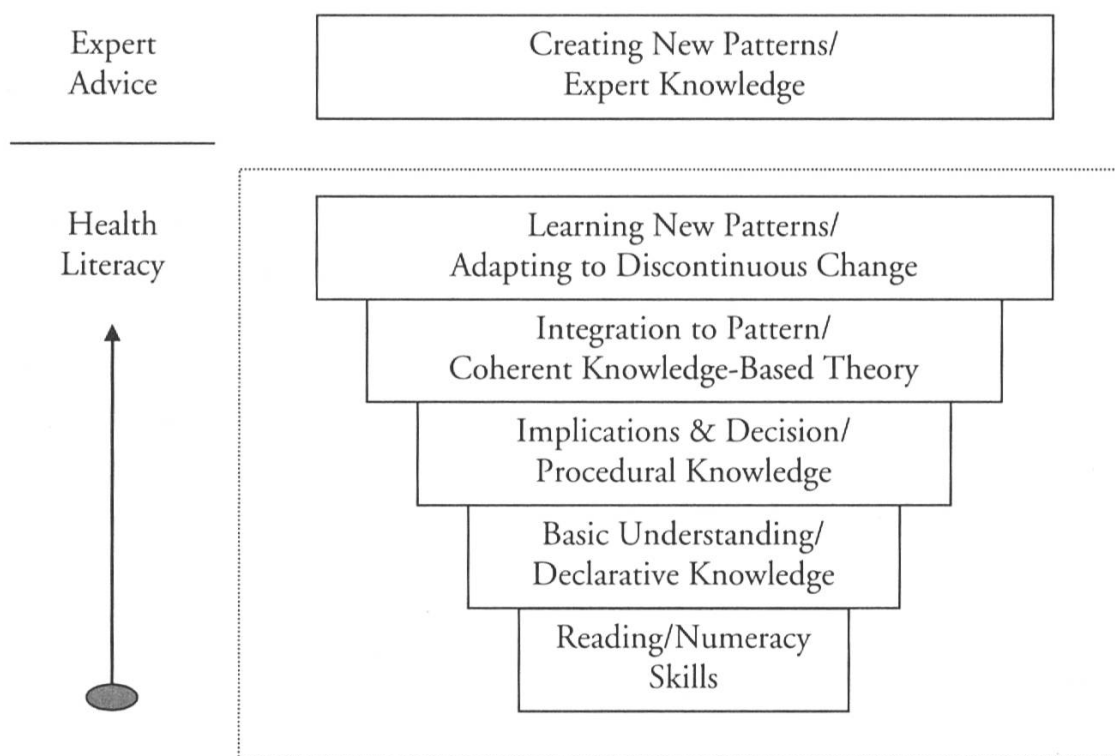 Expert
Advice
Creating New Patterns/
Expert Knowledge
Health
Literacy
Learning New Patterns/
Adapting to Discontinuous Change
Integration to Pattern/
Coherent Knowledge-Based Theory
Implications & Decision/
Procedural Knowledge
Basic Understanding/
Declarative Knowledge
Reading/Numeracy
Skills